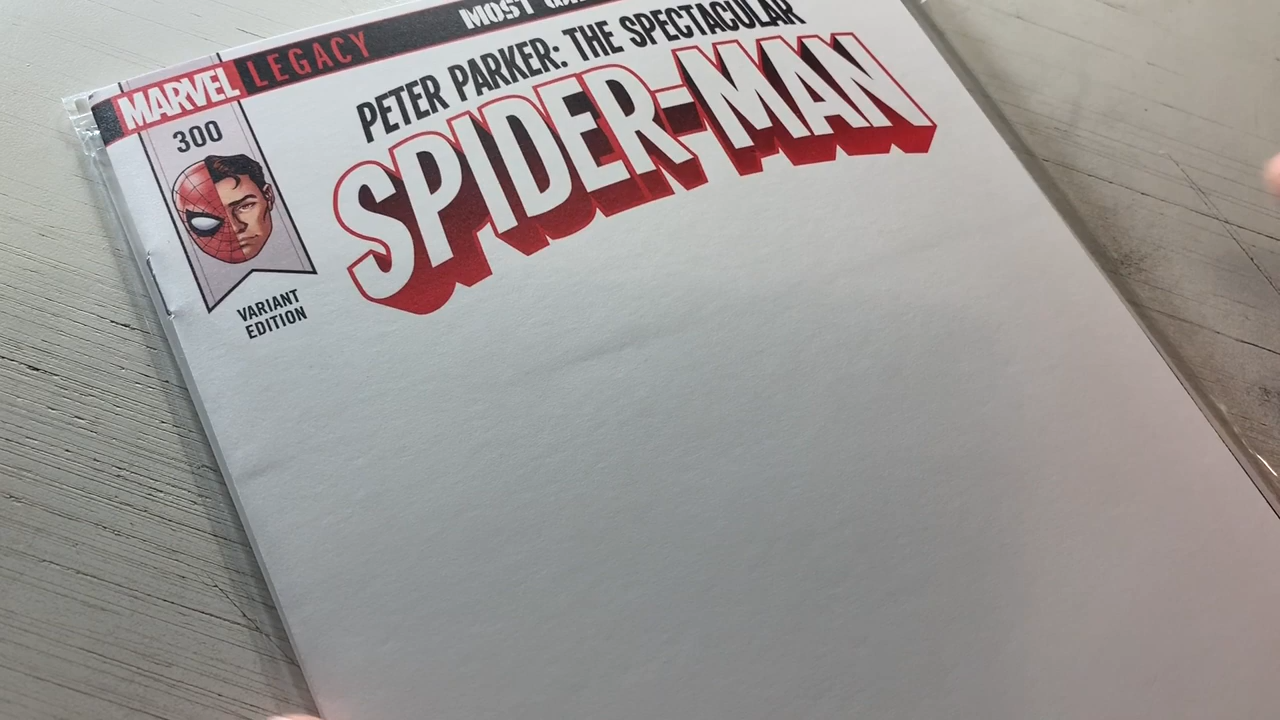 MOST
MARVEL LEGACY
PETER PARKER: THE SPECTACULAR
SPIDER-MAN
300
VARIANT
EDITION